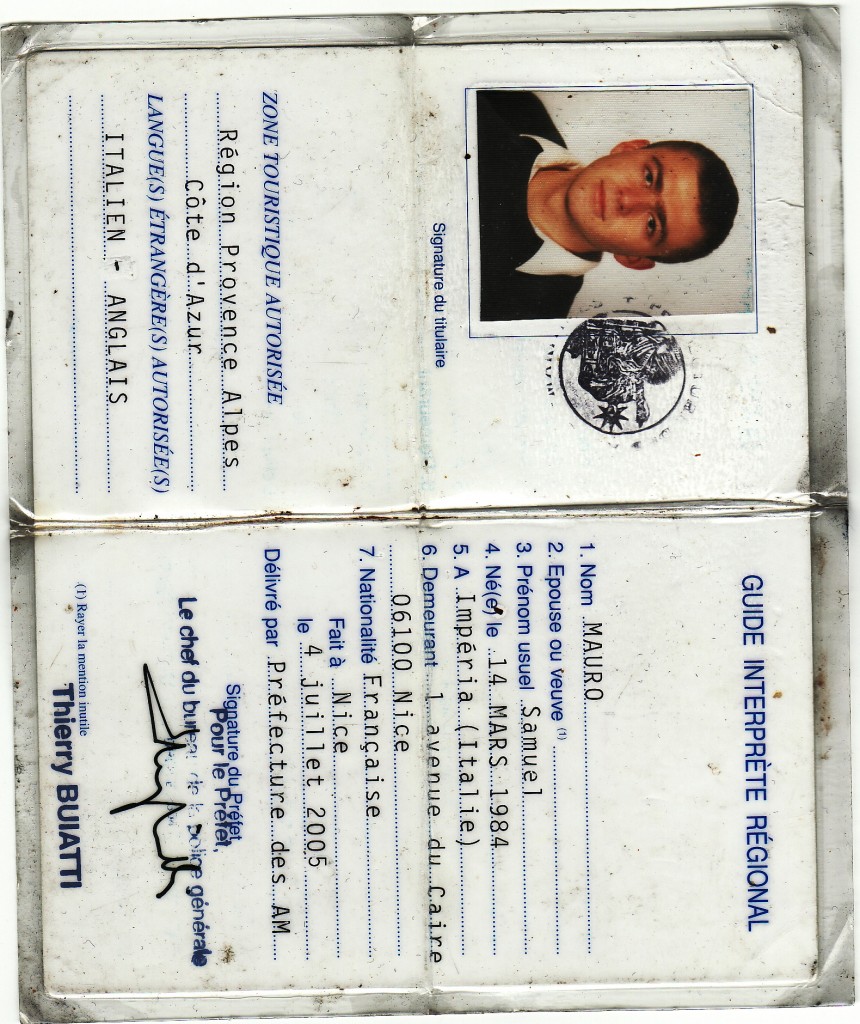 Signature du titulaire
ZONE TOURISTIQUE AUTORISÉE
Région Provence Alpes
Côte d'Azur
LANGUE(S) ÉTRANGÈRE(S) AUTORISÉE(S)
ITALIEN - ANGLAIS
GUIDE INTERPRÈTE RÉGIONAL
1. Nom MAURO
2. Epouse ou veuve (1)
3. Prénom usuel Samuel
4. Né(e) le 14 MARS 1984
5. A Impéria (Italie)
6. Demeurant 1 avenue du Caire
06100 Nice
7. Nationalité Française
Fait à Nice
le 4 juillet 2005
Délivré par Préfecture des AM
Signature du Préfet,
Pour le Préfet,
Le chef du bureau de la police générale
(1) Rayer la mention inutile
Thierry BUIATTI